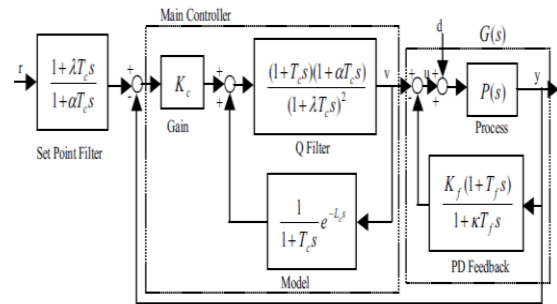 Main Controller
G(s)
r
1+λT_c s
1+αT_c s
Set Point Filter
+
-
K_c
Gain
+
+
(1+T_c s)(1+αT_c s)
(1+λT_c s)^2
Q Filter
v
+
-
u
+
+
d
P(s)
Process
y
1
1+T_c s
e^{-L_c s}
Model
K_f(1+T_f s)
1+κT_f s
PD Feedback